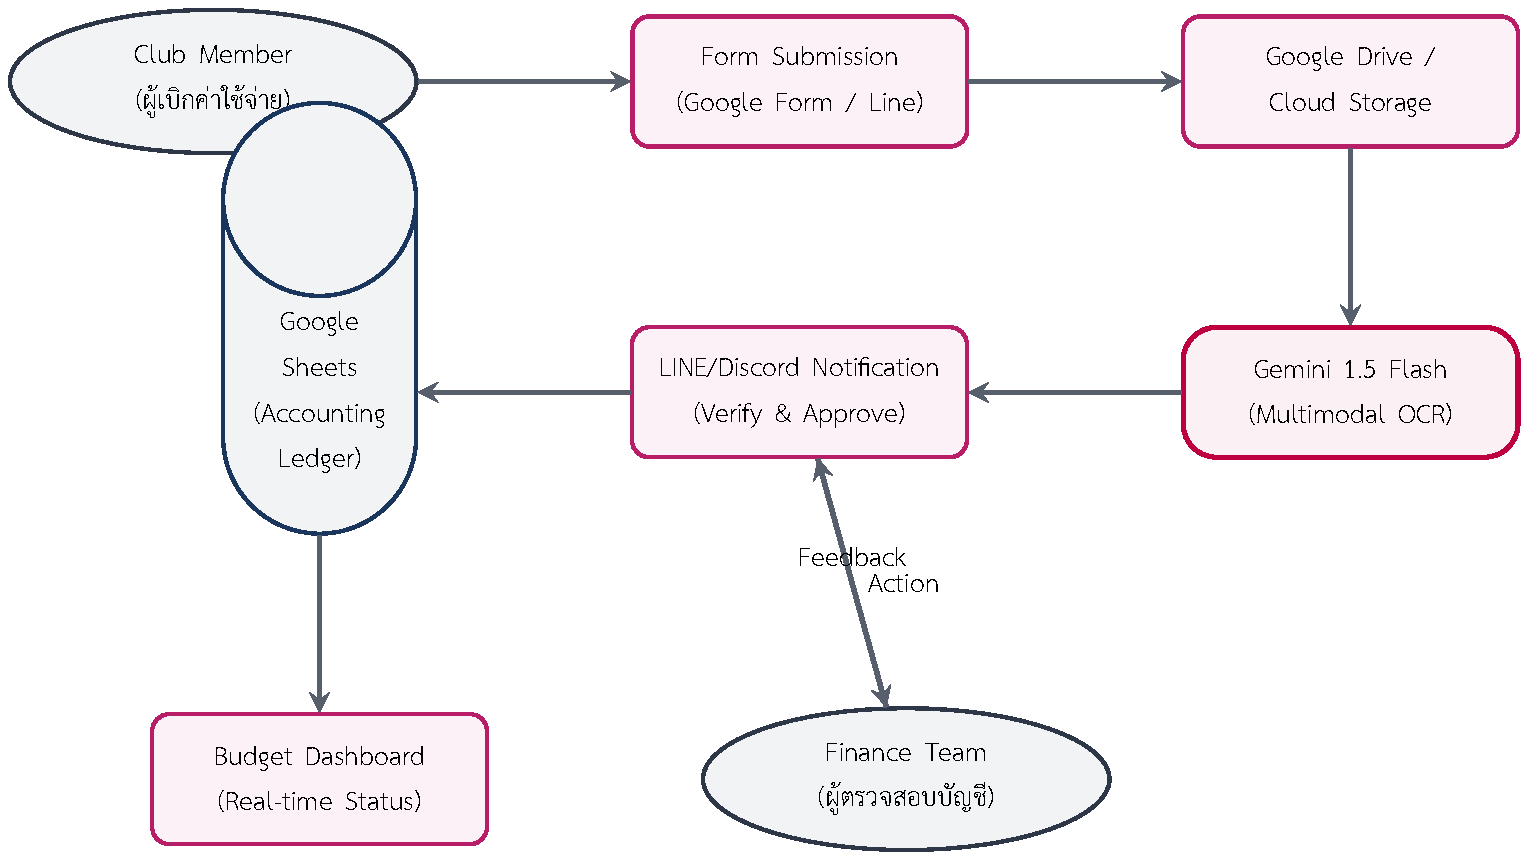 Club Member
(ผู้เบิกค่าใช้จ่าย)
Form Submission
(Google Form / Line)
Google Drive /
Cloud Storage
Google
Sheets
(Accounting
Ledger)
LINE/Discord Notification
(Verify & Approve)
Gemini 1.5 Flash
(Multimodal OCR)
Feedback
Action
Budget Dashboard
(Real-time Status)
Finance Team
(ผู้ตรวจสอบบัญชี)